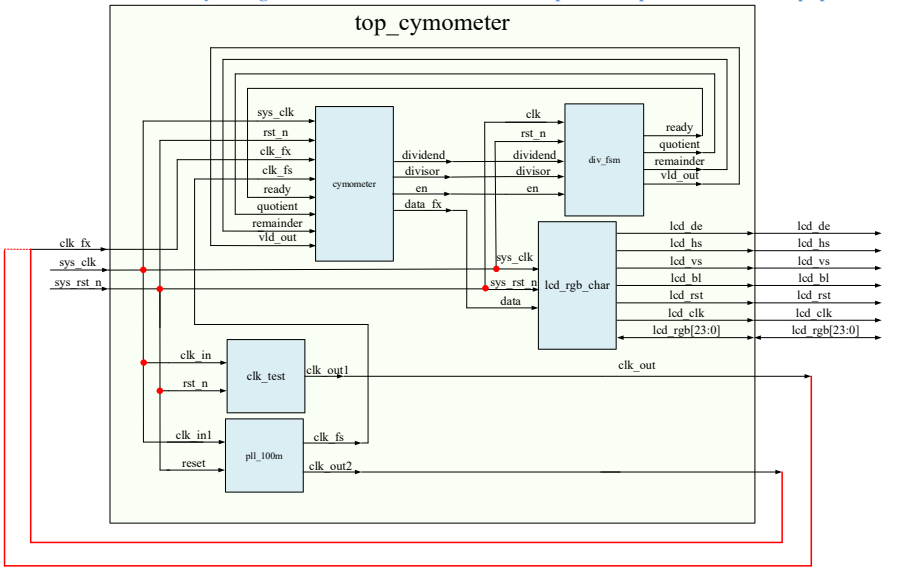 top_cymometer
sys_clk
rst_n
clk_fx
clk_fs
ready
quotient
remainder
vld_out
cymometer
dividend
divisor
en
data_fx
clk
rst_n
dividend
divisor
en
div_fsm
ready
quotient
remainder
vld_out
clk_fx
sys_clk
sys_rst_n
sys_clk
sys_rst_n
data
lcd_rgb_char
lcd_de
lcd_hs
lcd_vs
lcd_bl
lcd_rst
lcd_clk
lcd_rgb[23:0]
lcd_de
lcd_hs
lcd_vs
lcd_bl
lcd_rst
lcd_clk
lcd_rgb[23:0]
clk_in
rst_n
clk_test
clk_out1
clk_out
clk_in1
reset
pll_100m
clk_fs
clk_out2